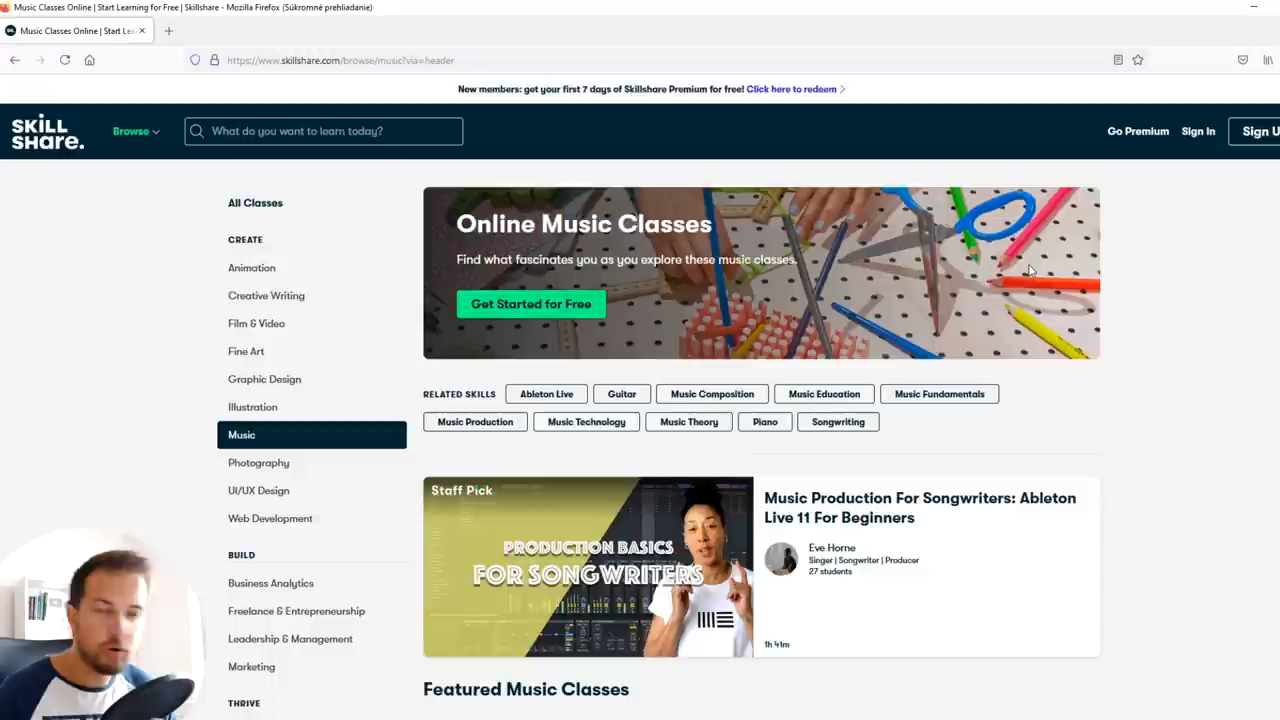 Music Classes Online | Start Learning for Free | Skillshare - Mozilla Firefox (Súkromné prehliadanie)
Music Classes Online | Start Lea
https://www.skillshare.com/browse/music?via=header
New members: get your first 7 days of Skillshare Premium for free! Click here to redeem
SKILL
SHARE.
Browse
What do you want to learn today?
Go Premium
Sign In
Sign U
All Classes
CREATE
Animation
Creative Writing
Film & Video
Fine Art
Graphic Design
Illustration
Music
Photography
UI/UX Design
Web Development
BUILD
Business Analytics
Freelance & Entrepreneurship
Leadership & Management
Marketing
THRIVE
Online Music Classes
Find what fascinates you as you explore these music classes.
Get Started for Free
RELATED SKILLS
Ableton Live
Guitar
Music Composition
Music Education
Music Fundamentals
Music Production
Music Technology
Music Theory
Piano
Songwriting
Staff Pick
PRODUCTION BASICS
FOR SONGWRITERS
Music Production For Songwriters: Ableton
Live 11 For Beginners
Eve Horne
Singer | Songwriter | Producer
27 students
1h 41m
Featured Music Classes